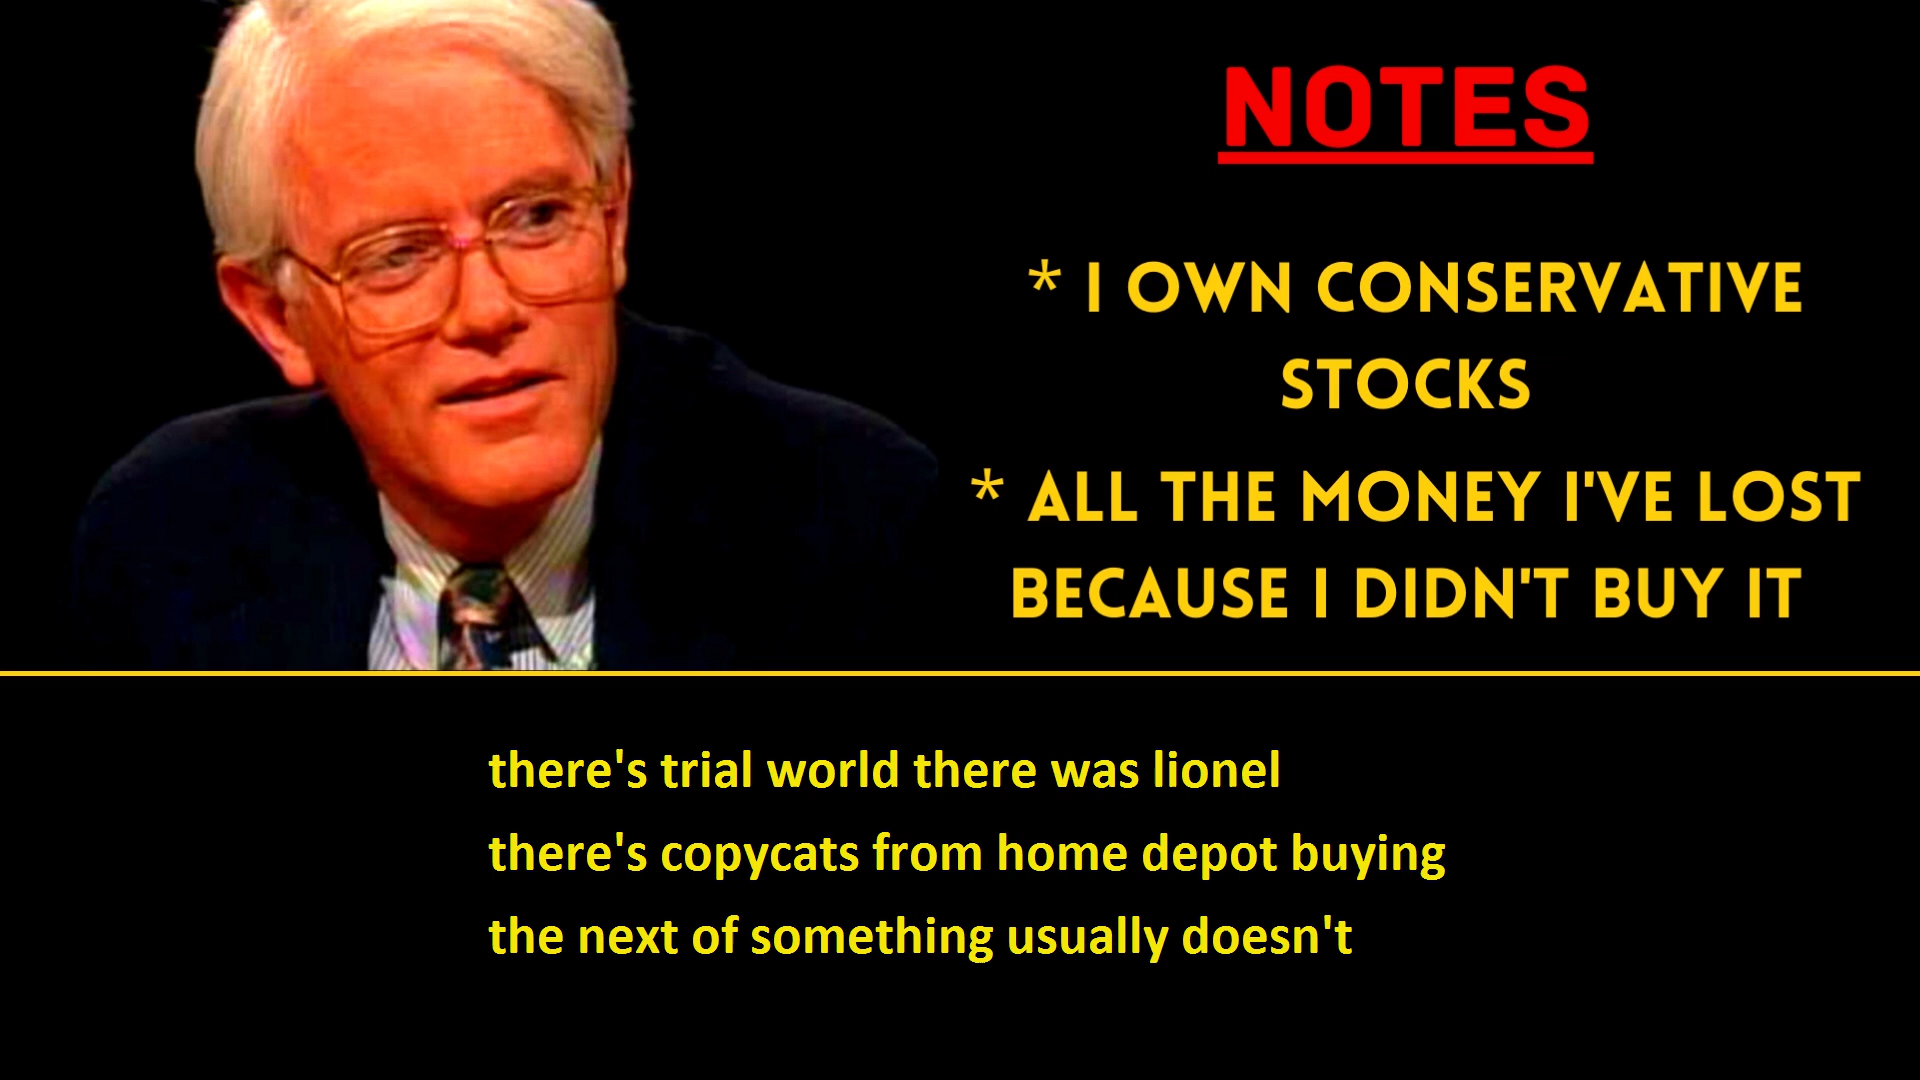 NOTES
* I OWN CONSERVATIVE
STOCKS
* ALL THE MONEY I'VE LOST
BECAUSE I DIDN'T BUY IT
there's trial world there was lionel
there's copycats from home depot buying
the next of something usually doesn't